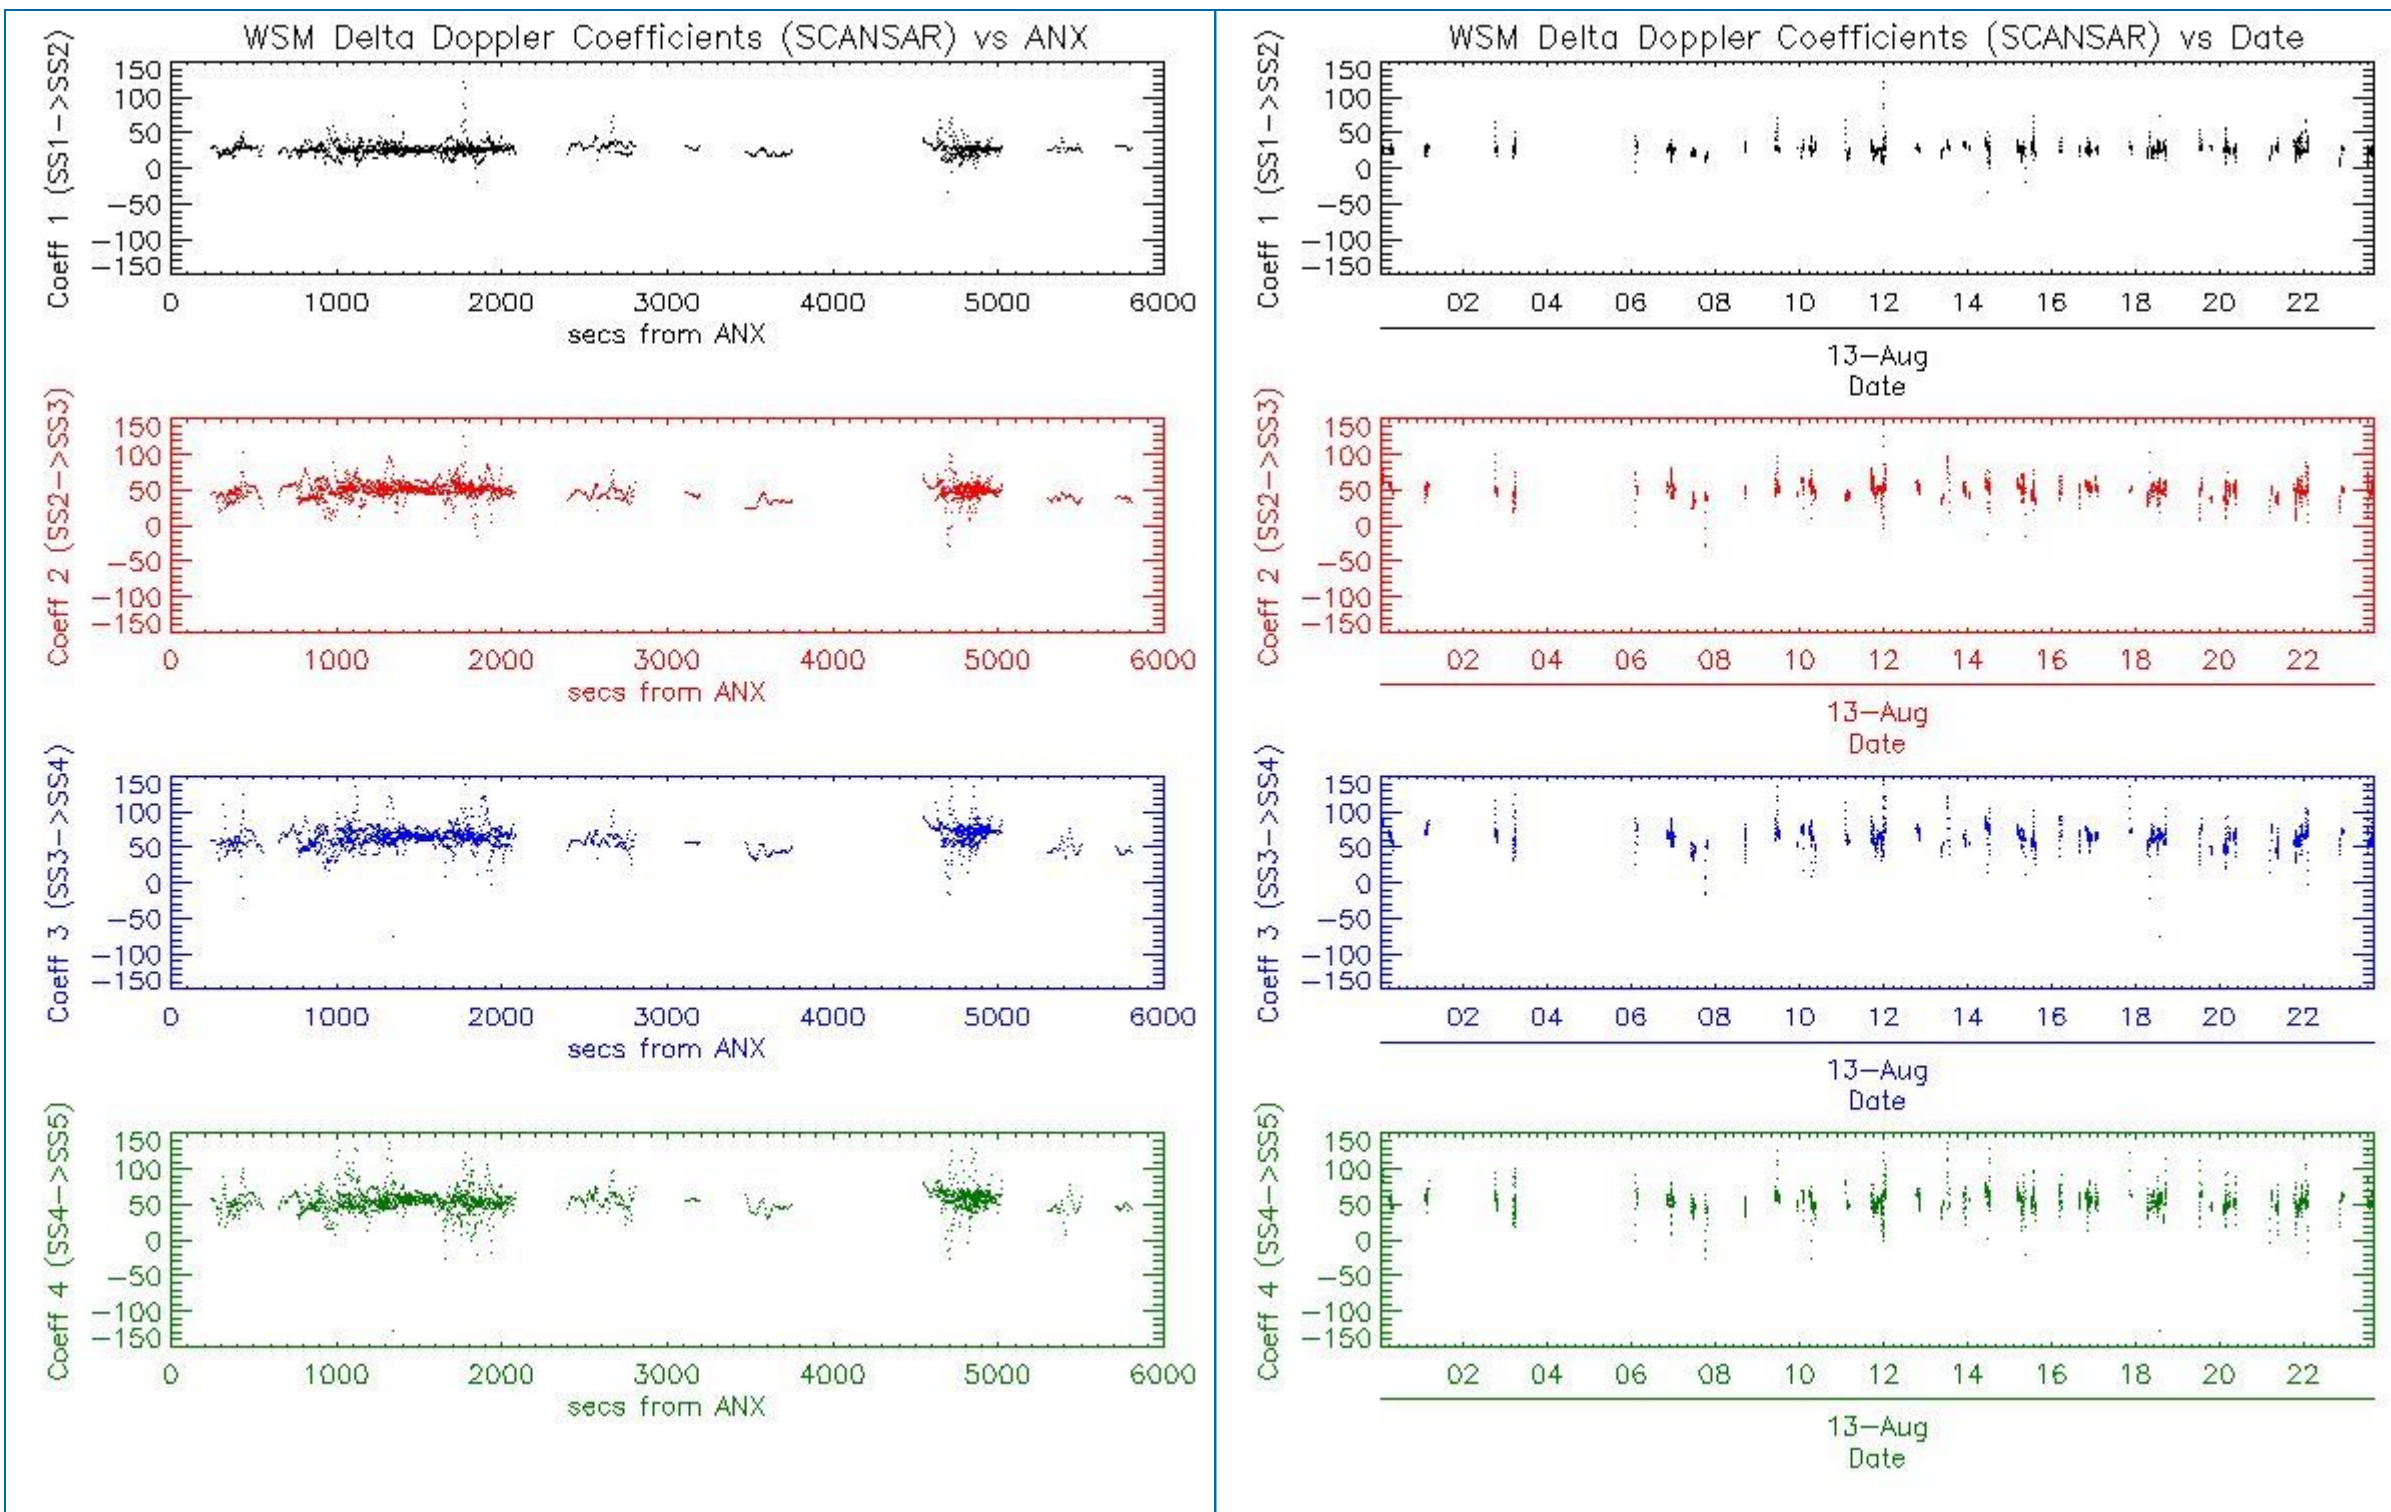 WSM Delta Doppler Coefficients (SCANSAR) vs ANX
Coeff 1 (SS1->SS2)
150
100
50
0
-50
-100
-150
0 1000 2000 3000 4000 5000 6000
secs from ANX
Coeff 2 (SS2->SS3)
150
100
50
0
-50
-100
-150
0 1000 2000 3000 4000 5000 6000
secs from ANX
Coeff 3 (SS3->SS4)
150
100
50
0
-50
-100
-150
0 1000 2000 3000 4000 5000 6000
secs from ANX
Coeff 4 (SS4->SS5)
150
100
50
0
-50
-100
-150
0 1000 2000 3000 4000 5000 6000
secs from ANX
WSM Delta Doppler Coefficients (SCANSAR) vs Date
Coeff 1 (SS1->SS2)
150
100
50
0
-50
-100
-150
02 04 06 08 10 12 14 16 18 20 22
13-Aug
Date
Coeff 2 (SS2->SS3)
150
100
50
0
-50
-100
-150
02 04 06 08 10 12 14 16 18 20 22
13-Aug
Date
Coeff 3 (SS3->SS4)
150
100
50
0
-50
-100
-150
02 04 06 08 10 12 14 16 18 20 22
13-Aug
Date
Coeff 4 (SS4->SS5)
150
100
50
0
-50
-100
-150
02 04 06 08 10 12 14 16 18 20 22
13-Aug
Date